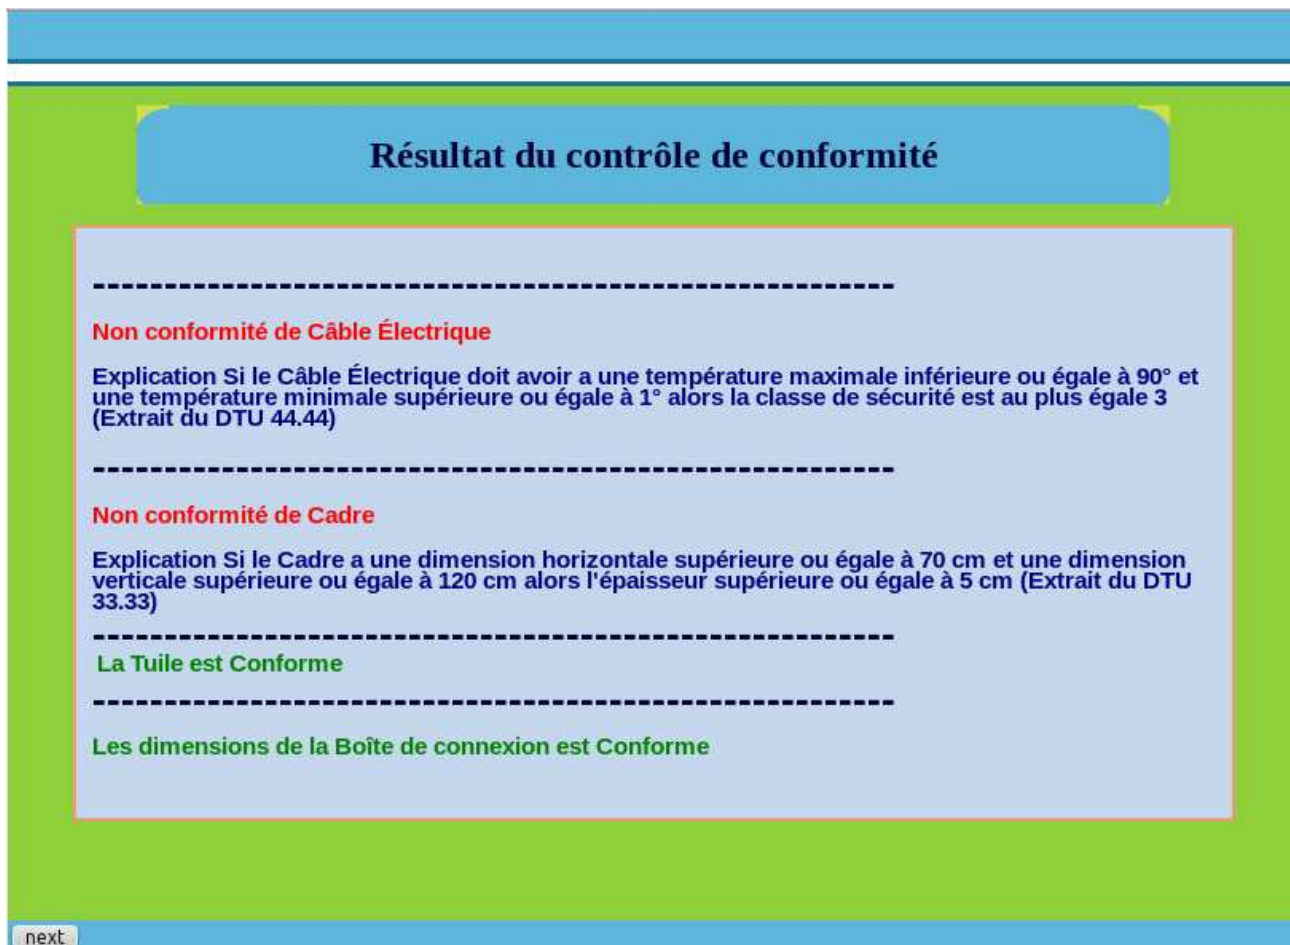 Résultat du contrôle de conformité
--------------------------------------------------------
Non conformité de Câble Électrique
Explication Si le Câble Électrique doit avoir a une température maximale inférieure ou égale à 90° et
une température minimale supérieure ou égale à 1° alors la classe de sécurité est au plus égale 3
(Extrait du DTU 44.44)
--------------------------------------------------------
Non conformité de Cadre
Explication Si le Cadre a une dimension horizontale supérieure ou égale à 70 cm et une dimension
verticale supérieure ou égale à 120 cm alors l'épaisseur supérieure ou égale à 5 cm (Extrait du DTU
33.33)
--------------------------------------------------------
La Tuile est Conforme
--------------------------------------------------------
Les dimensions de la Boîte de connexion est Conforme
next